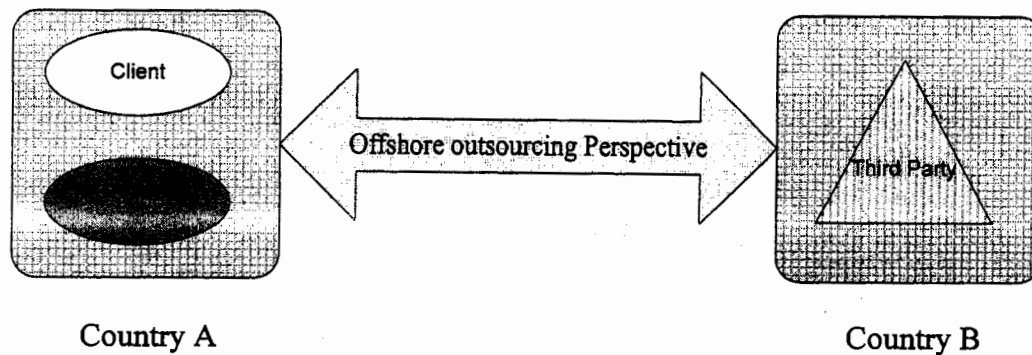 Client
Offshore outsourcing Perspective
Third Party
Country A
Country B